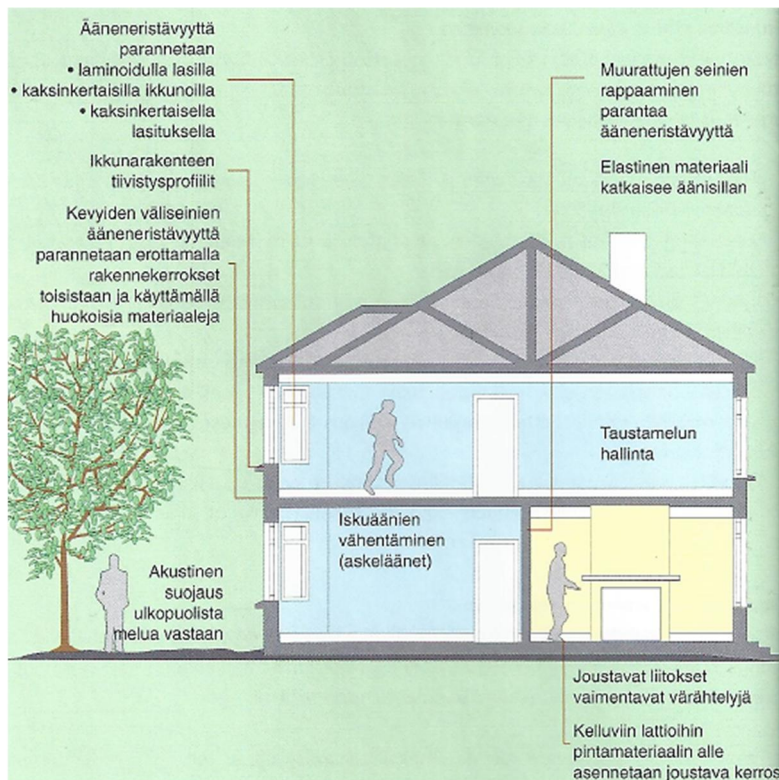 Ääneneristävyyttä
parannetaan
• laminoidulla lasilla
• kaksinkertaisilla ikkunoilla
• kaksinkertaisella
lasituksella
Ikkunarakenteen
tiivistysprofiilit
Kevyiden väliseinien
ääneneristävyyttä
parannetaan erottamalla
rakennekerrokset
toisistaan ja käyttämällä
huokoisia materiaaleja
Muurattujen seinien
rappaaminen
parantaa
ääneneristävyyttä
Elastinen materiaali
katkaisee äänisillan
Taustamelun
hallinta
Iskuäänien
vähentäminen
(askeläänet)
Akustinen
suojaus
ulkopuolista
melua vastaan
Joustavat liitokset
vaimentavat värähtelyjä
Kelluviin lattioihin
pintamateriaalin alle
asennetaan joustava kerros